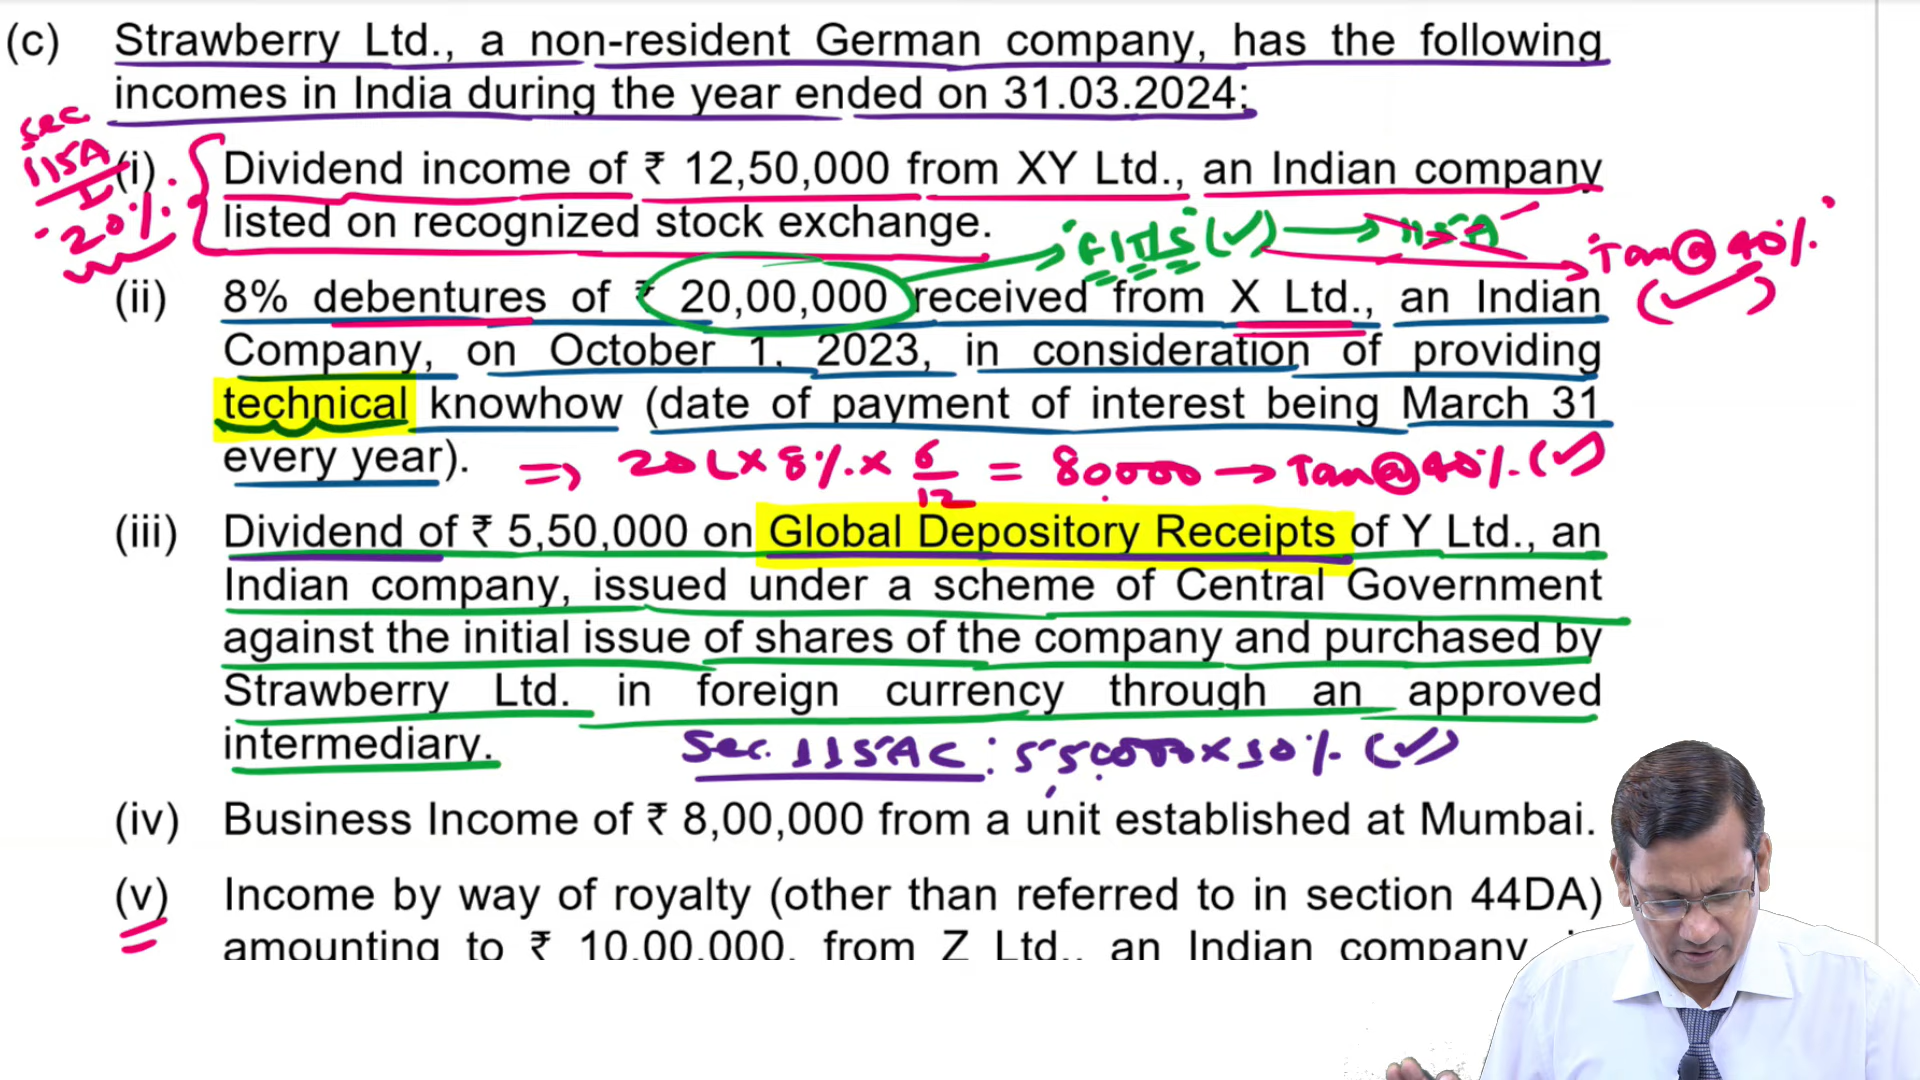 (c) Strawberry Ltd., a non-resident German company, has the following
incomes in India during the year ended on 31.03.2024:
Sec
115A
20%.
(i) Dividend income of ₹ 12,50,000 from XY Ltd., an Indian company
listed on recognized stock exchange.
"FTS" (✓) → 115A
Tax@40%.
(✓)
(ii) 8% debentures of ₹ 20,00,000 received from X Ltd., an Indian
Company, on October 1, 2023, in consideration of providing
technical knowhow (date of payment of interest being March 31
every year). ⇒ 20L × 8%. × 6/12 = 80,000 → Tax@40%. (✓)
(iii) Dividend of ₹ 5,50,000 on Global Depository Receipts of Y Ltd., an
Indian company, issued under a scheme of Central Government
against the initial issue of shares of the company and purchased by
Strawberry Ltd. in foreign currency through an approved
intermediary. Sec. 115AC : 5,50,000 × 10%. (✓)
(iv) Business Income of ₹ 8,00,000 from a unit established at Mumbai.
(v) Income by way of royalty (other than referred to in section 44DA)
amounting to ₹ 10,00,000, from Z Ltd., an Indian company,